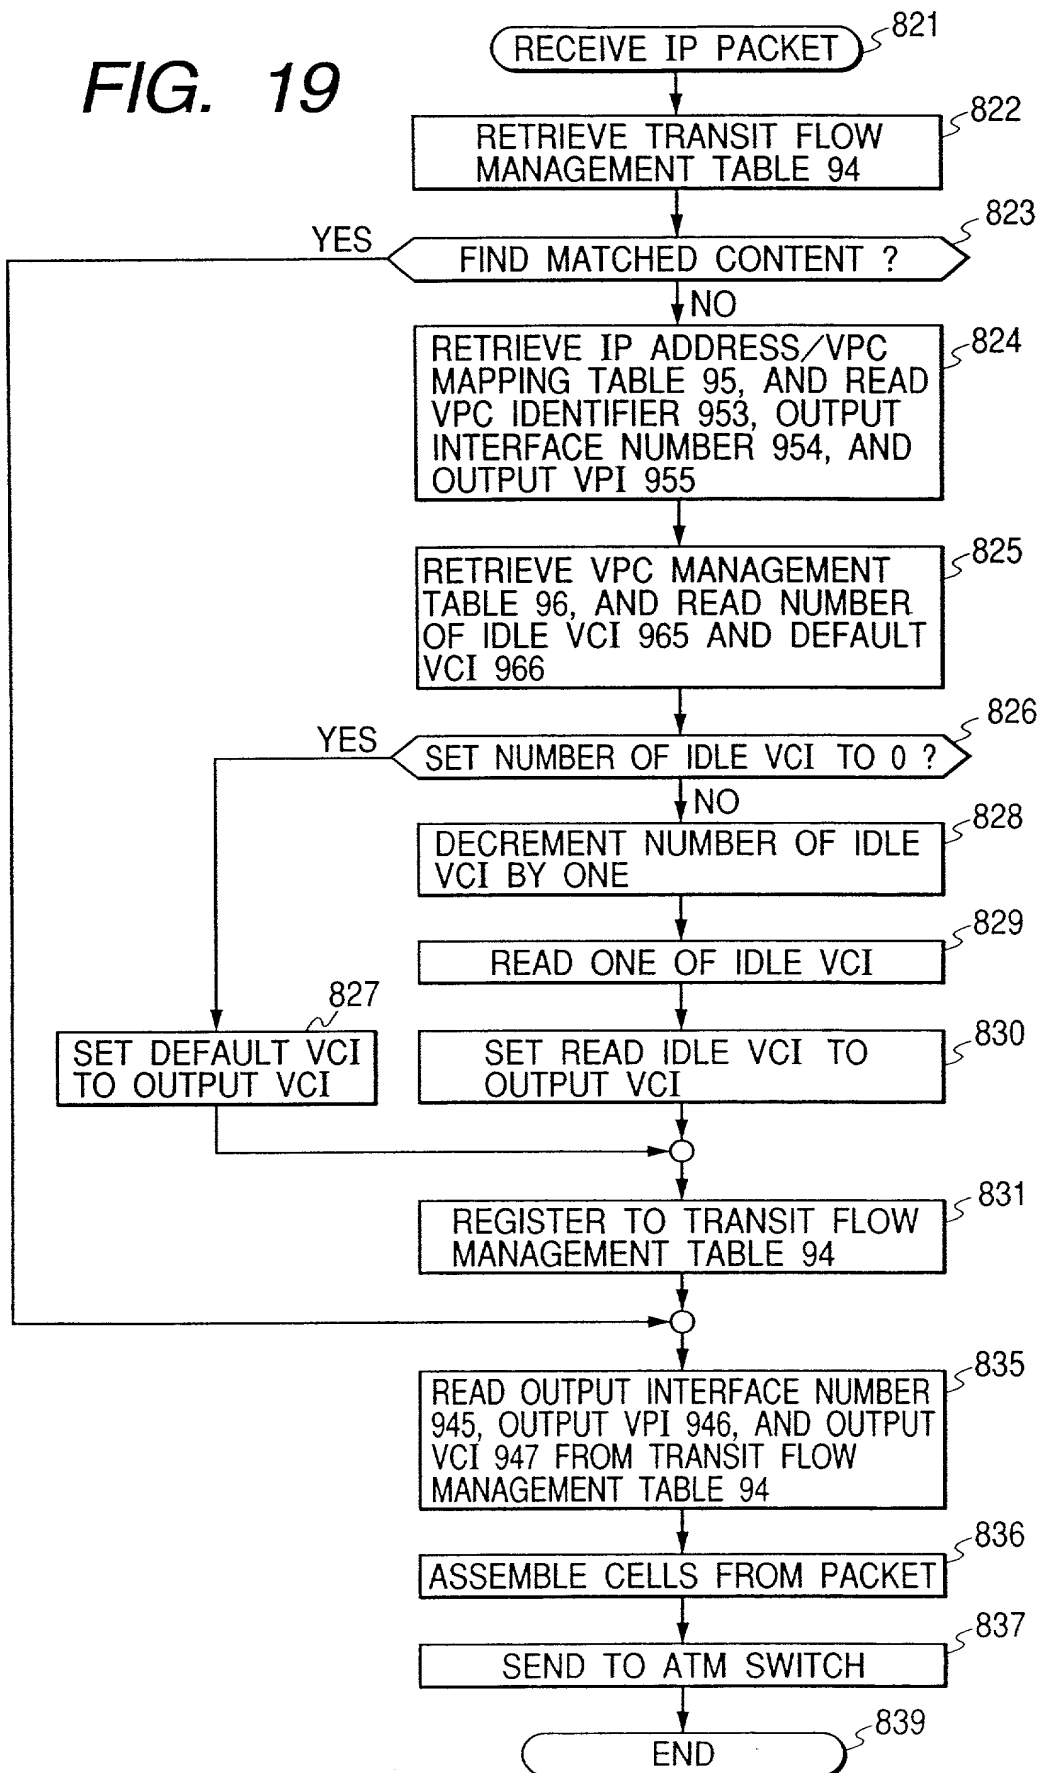 FIG. 19
RECEIVE IP PACKET
821
RETRIEVE TRANSIT FLOW
MANAGEMENT TABLE 94
822
FIND MATCHED CONTENT ?
823
YES
NO
RETRIEVE IP ADDRESS/VPC
MAPPING TABLE 95, AND READ
VPC IDENTIFIER 953, OUTPUT
INTERFACE NUMBER 954, AND
OUTPUT VPI 955
824
RETRIEVE VPC MANAGEMENT
TABLE 96, AND READ NUMBER
OF IDLE VCI 965 AND DEFAULT
VCI 966
825
SET NUMBER OF IDLE VCI TO 0 ?
826
YES
NO
DECREMENT NUMBER OF IDLE
VCI BY ONE
828
READ ONE OF IDLE VCI
829
827
SET DEFAULT VCI
TO OUTPUT VCI
SET READ IDLE VCI TO
OUTPUT VCI
830
REGISTER TO TRANSIT FLOW
MANAGEMENT TABLE 94
831
READ OUTPUT INTERFACE NUMBER
945, OUTPUT VPI 946, AND OUTPUT
VCI 947 FROM TRANSIT FLOW
MANAGEMENT TABLE 94
835
ASSEMBLE CELLS FROM PACKET
836
SEND TO ATM SWITCH
837
END
839